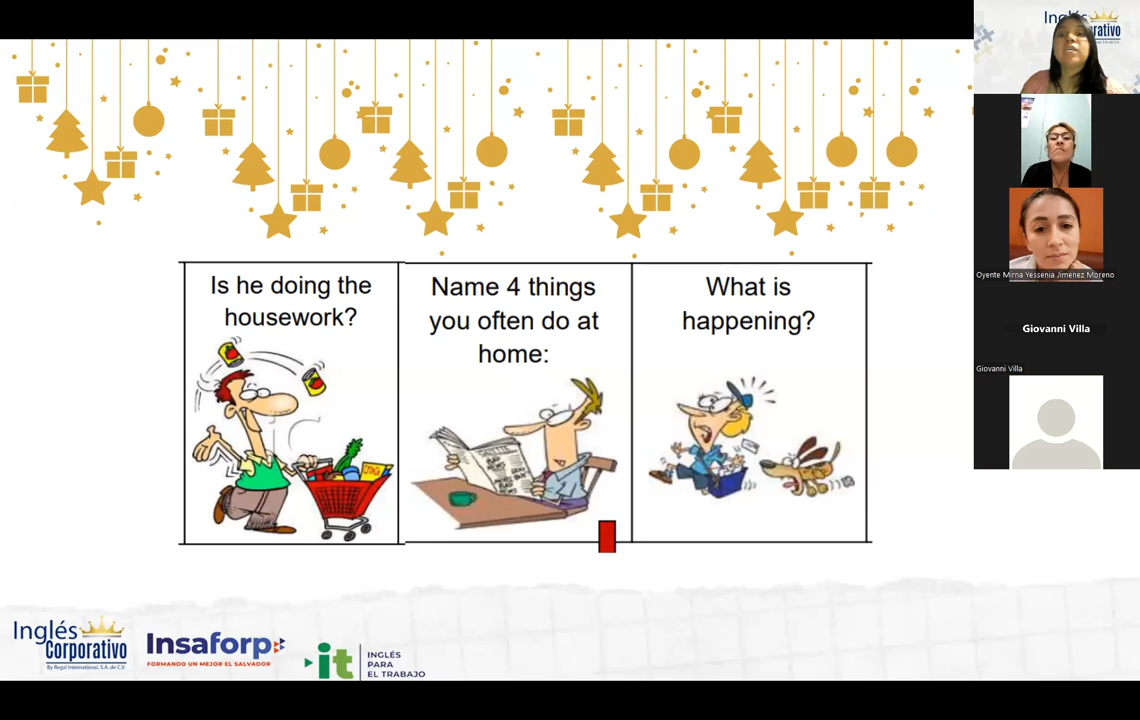 Is he doing the
housework?
Name 4 things
you often do at
home:
What is
happening?
Inglés
Corporativo
By Regal International, S.A. de C.V.
Insaforp
FORMANDO UN MEJOR EL SALVADOR
it
INGLÉS
PARA
EL TRABAJO
Oyente Mirna Yessenia Jiménez Moreno
Giovanni Villa
Giovanni Villa